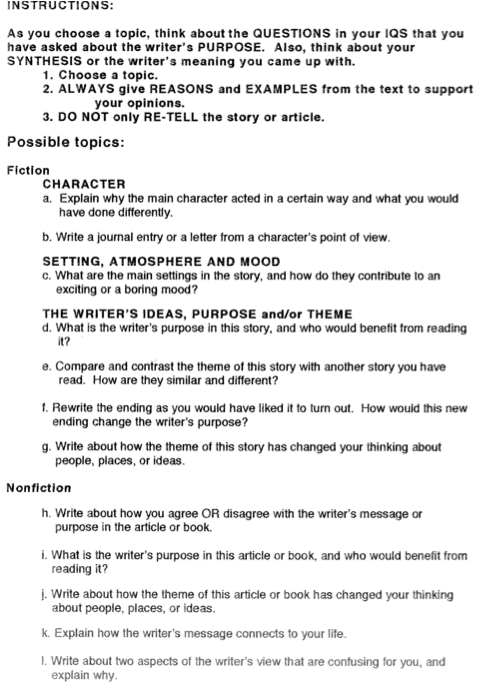 INSTRUCTIONS:
As you choose a topic, think about the QUESTIONS in your IQS that you
have asked about the writer's PURPOSE. Also, think about your
SYNTHESIS or the writer's meaning you came up with.
1. Choose a topic.
2. ALWAYS give REASONS and EXAMPLES from the text to support
your opinions.
3. DO NOT only RE-TELL the story or article.
Possible topics:
Fiction
CHARACTER
a. Explain why the main character acted in a certain way and what you would
have done differently.
b. Write a journal entry or a letter from a character's point of view.
SETTING, ATMOSPHERE AND MOOD
c. What are the main settings in the story, and how do they contribute to an
exciting or a boring mood?
THE WRITER'S IDEAS, PURPOSE and/or THEME
d. What is the writer's purpose in this story, and who would benefit from reading
it?
e. Compare and contrast the theme of this story with another story you have
read. How are they similar and different?
f. Rewrite the ending as you would have liked it to turn out. How would this new
ending change the writer's purpose?
g. Write about how the theme of this story has changed your thinking about
people, places, or ideas.
Nonfiction
h. Write about how you agree OR disagree with the writer's message or
purpose in the article or book.
i. What is the writer's purpose in this article or book, and who would benefit from
reading it?
j. Write about how the theme of this article or book has changed your thinking
about people, places, or ideas.
k. Explain how the writer's message connects to your life.
l. Write about two aspects of the writer's view that are confusing for you, and
explain why.